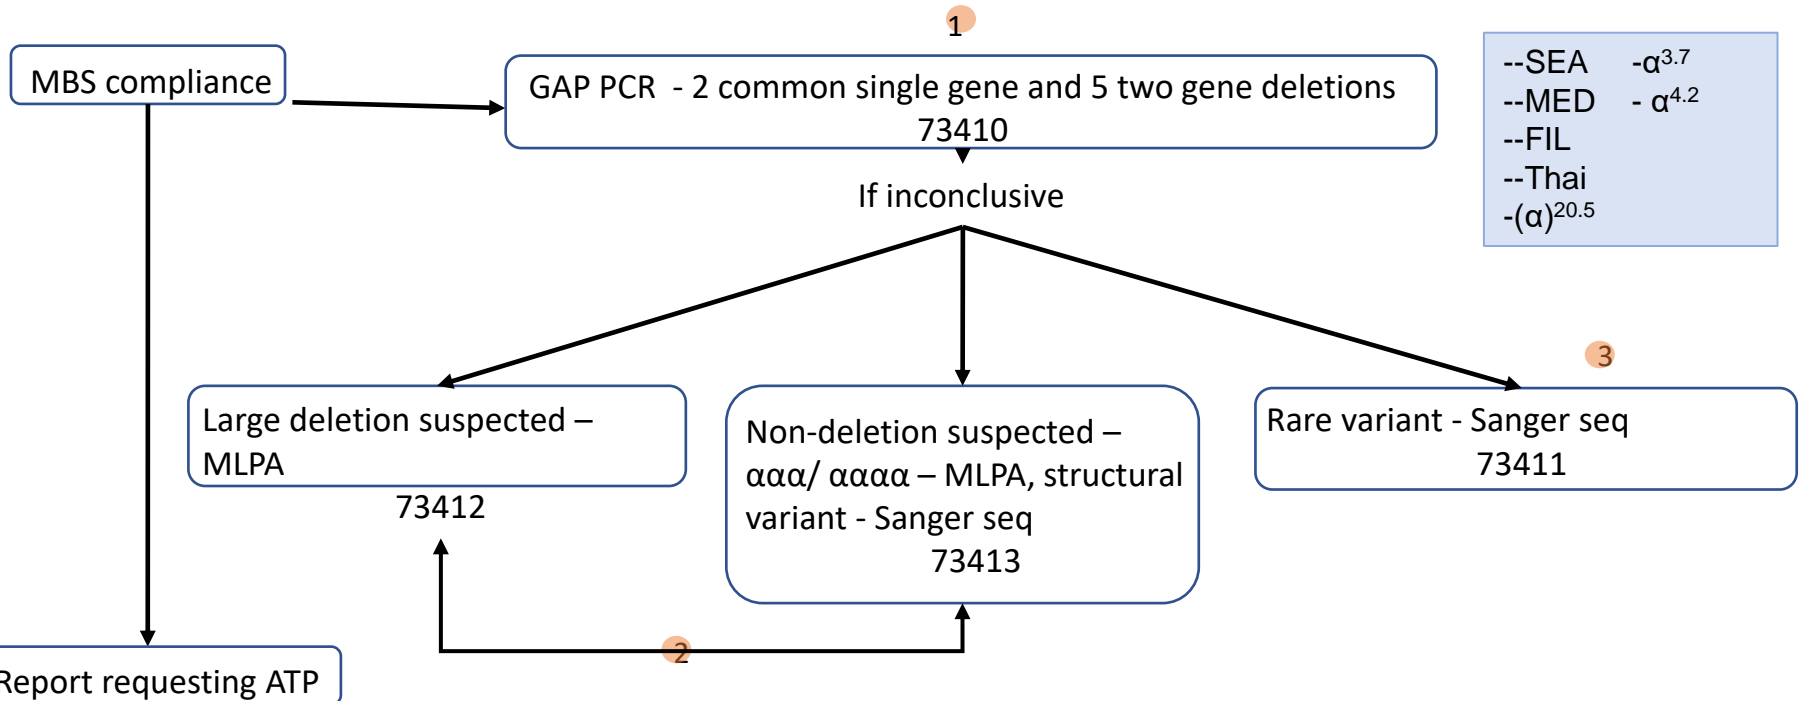 1
MBS compliance
GAP PCR - 2 common single gene and 5 two gene deletions
73410
--SEA -α3.7
--MED - α4.2
--FIL
--Thai
-(α)20.5
If inconclusive
3
Large deletion suspected –
MLPA
73412
Non-deletion suspected –
ααα/ αααα – MLPA, structural
variant - Sanger seq
73413
Rare variant - Sanger seq
73411
2
Report requesting ATP